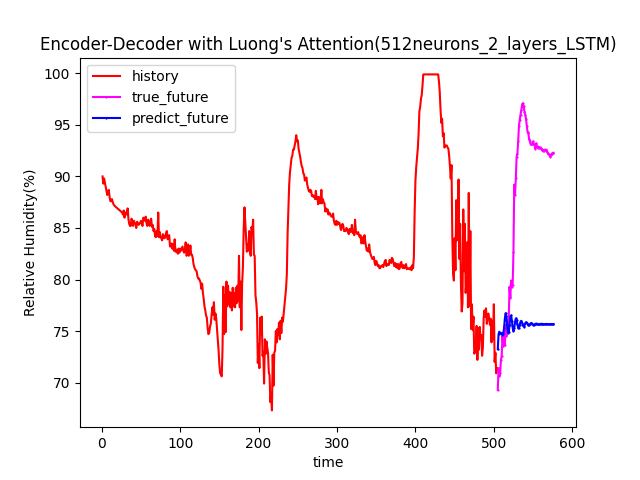 Encoder-Decoder with Luong's Attention(512neurons_2_layers_LSTM)
history
true_future
predict_future
Relative Humidity(%)
100
95
90
85
80
75
70
0 100 200 300 400 500 600
time